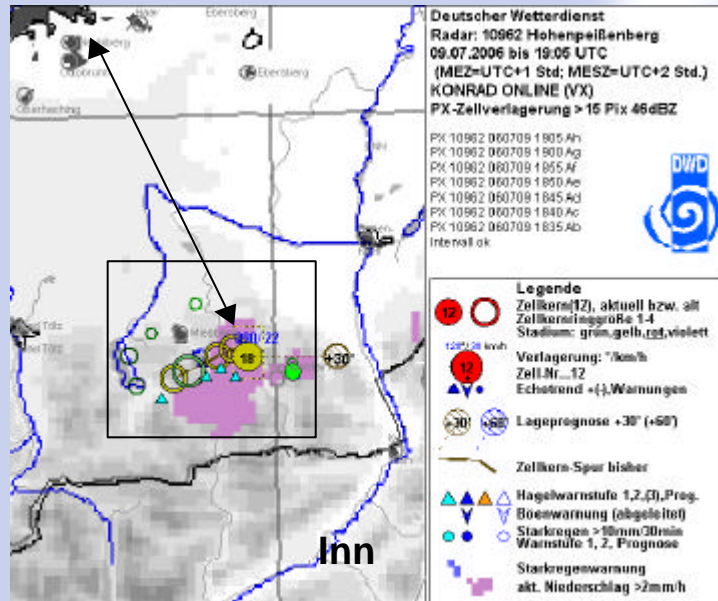 Haar
Ebersberg
Ebersberg
Oberhaching
Tölz
Inn
+30'
18
Deutscher Wetterdienst
Radar: 10962 Hohenpeißenberg
09.07.2006 bis 19:05 UTC
(MEZ=UTC+1 Std; MESZ=UTC+2 Std.)
KONRAD ONLINE (VX)
PX-Zellverlagerung >15 Pix 46dBZ
PX 10962 060709 1905 Ah
PX 10962 060709 1900 Ag
PX 10962 060709 1855 Af
PX 10962 060709 1850 Ae
PX 10962 060709 1845 Ad
PX 10962 060709 1840 Ac
PX 10962 060709 1835 Ab
Intervall ok
DWD
Legende
12
Zellkern(12), aktuell bzw. alt
Zellkernringgröße 1-4
Stadium: grün,gelb,rot,violett
km/h
12
Verlagerung: °/km/h
Zell.Nr...12
Echotrend +(-),Warnungen
+30' +60'
Lageprognose +30' (+60')
Zellkern-Spur bisher
Hagelwarnstufe 1,2,(3),Prog.
Böenwarnung (abgeleitet)
Starkregen >10mm/30min
Warnstufe 1, 2, Prognose
Starkregenwarnung
akt. Niederschlag >2mm/h